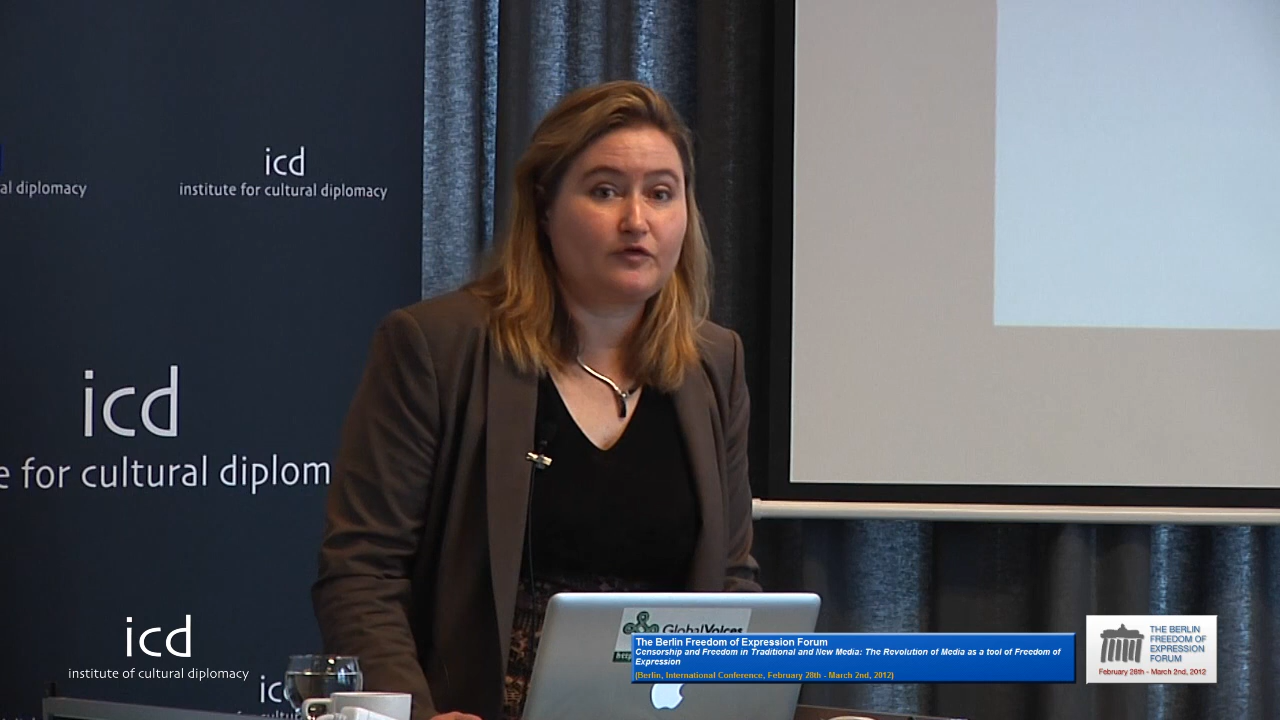 icd
al diplomacy
institute for cultural diplomacy
icd
e for cultural diplom
icd
institute of cultural diplomacy
icd
GlobalVoices
The Berlin Freedom of Expression Forum
Censorship and Freedom in Traditional and New Media: The Revolution of Media as a tool of Freedom of
Expression
(Berlin, International Conference, February 28th - March 2nd, 2012)
THE BERLIN
FREEDOM OF
EXPRESSION
FORUM
February 28th - March 2nd, 2012